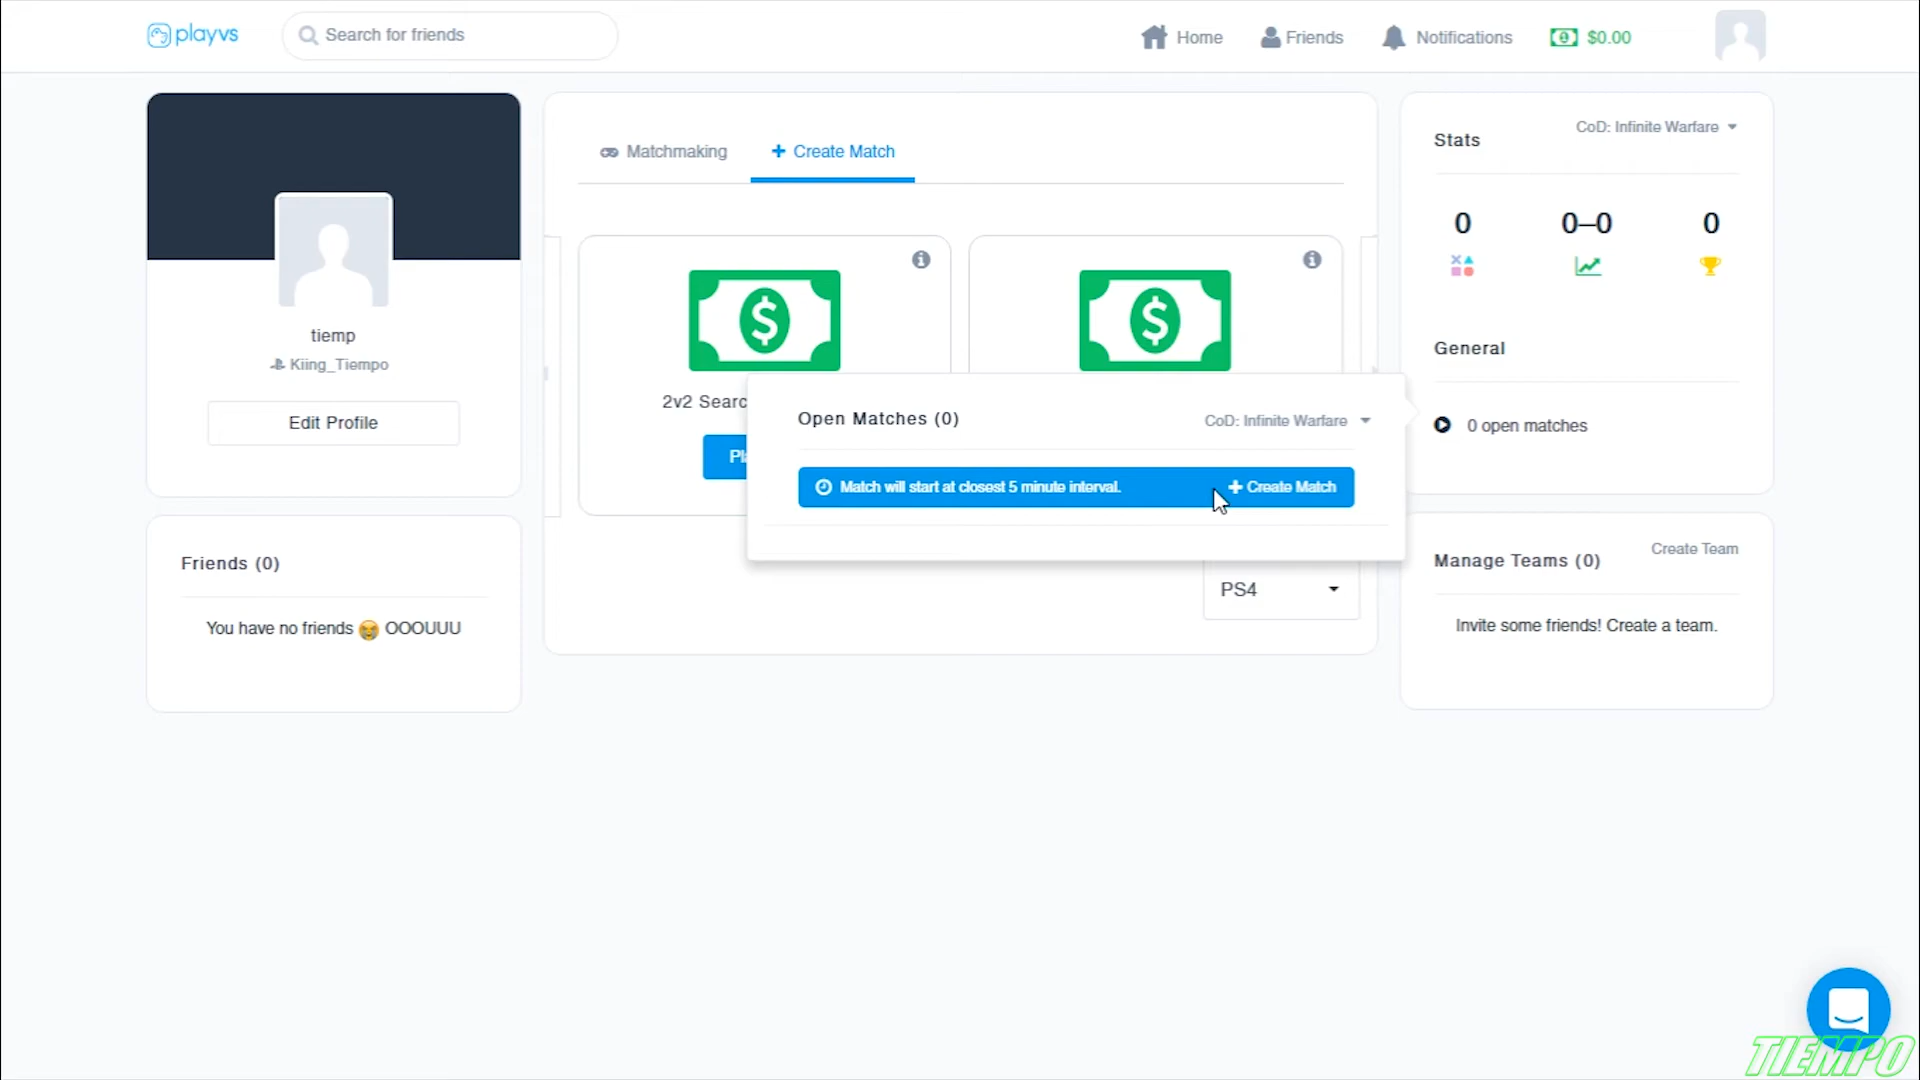 playvs
Search for friends
Home
Friends
Notifications
$0.00
tiemp
Kiing_Tiempo
Edit Profile
Friends (0)
You have no friends 😭 OOOUUU
Matchmaking
+ Create Match
2v2 Searc
Open Matches (0)
CoD: Infinite Warfare
Match will start at closest 5 minute interval.
+ Create Match
PS4
Stats
CoD: Infinite Warfare
0
0–0
0
General
0 open matches
Manage Teams (0)
Create Team
Invite some friends! Create a team.
TIEMPO